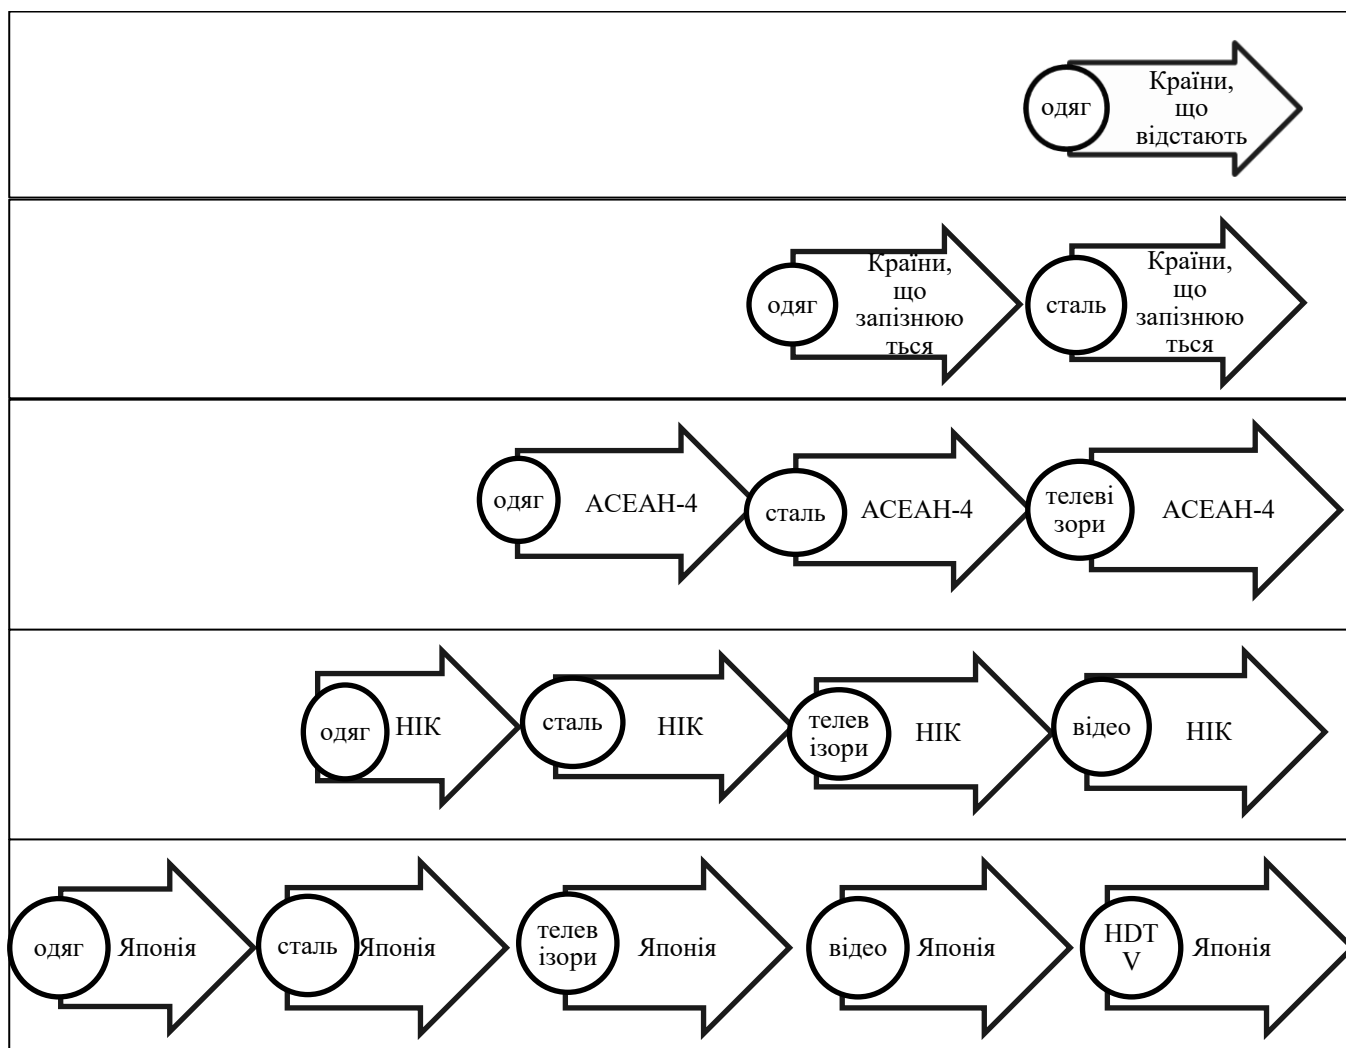 одяг
Країни,
що
відстають
одяг
Країни,
що
запізнюю
ться
сталь
Країни,
що
запізнюю
ться
одяг
АСЕАН-4
сталь
АСЕАН-4
телеві
зори
АСЕАН-4
одяг
НІК
сталь
НІК
телев
ізори
НІК
відео
НІК
одяг
Японія
сталь
Японія
телев
ізори
Японія
відео
Японія
HDT
V
Японія